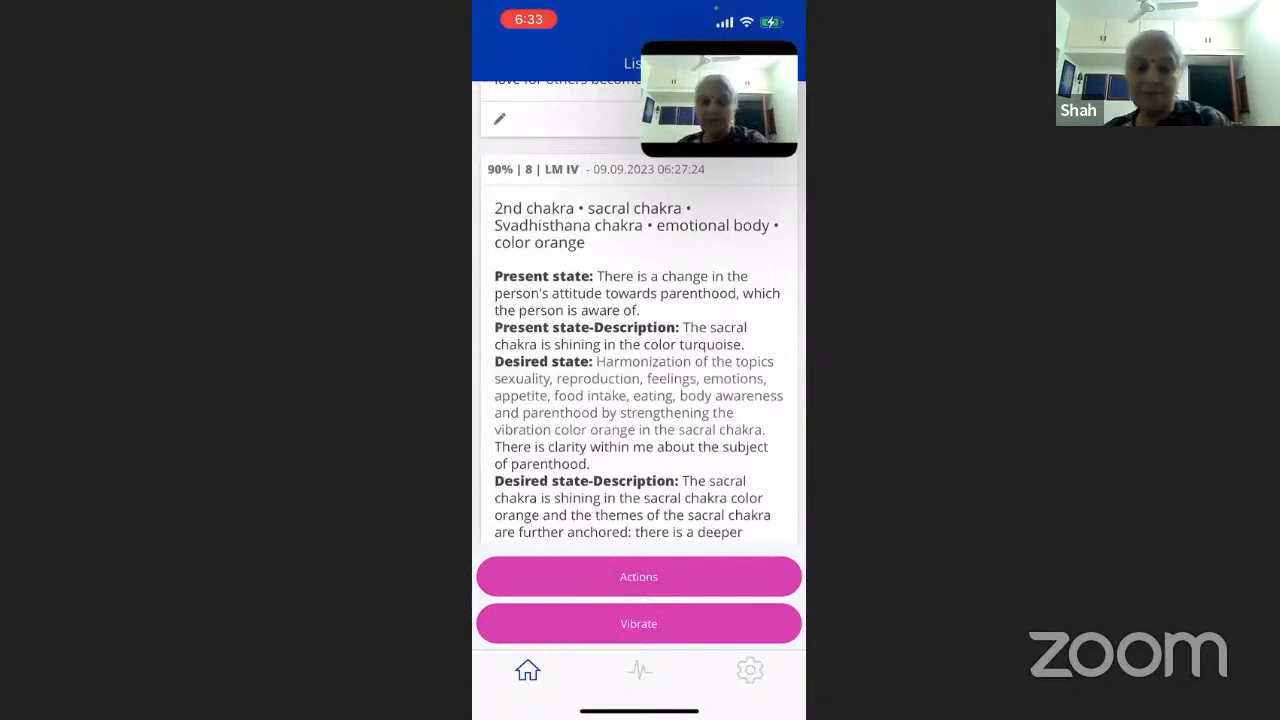 6:33
Lis
love for others become
Shah
90% | 8 | LM IV - 09.09.2023 06:27:24
2nd chakra • sacral chakra •
Svadhisthana chakra • emotional body •
color orange
Present state: There is a change in the
person's attitude towards parenthood, which
the person is aware of.
Present state-Description: The sacral
chakra is shining in the color turquoise.
Desired state: Harmonization of the topics
sexuality, reproduction, feelings, emotions,
appetite, food intake, eating, body awareness
and parenthood by strengthening the
vibration color orange in the sacral chakra.
There is clarity within me about the subject
of parenthood.
Desired state-Description: The sacral
chakra is shining in the sacral chakra color
orange and the themes of the sacral chakra
are further anchored: there is a deeper
Actions
Vibrate
zoom